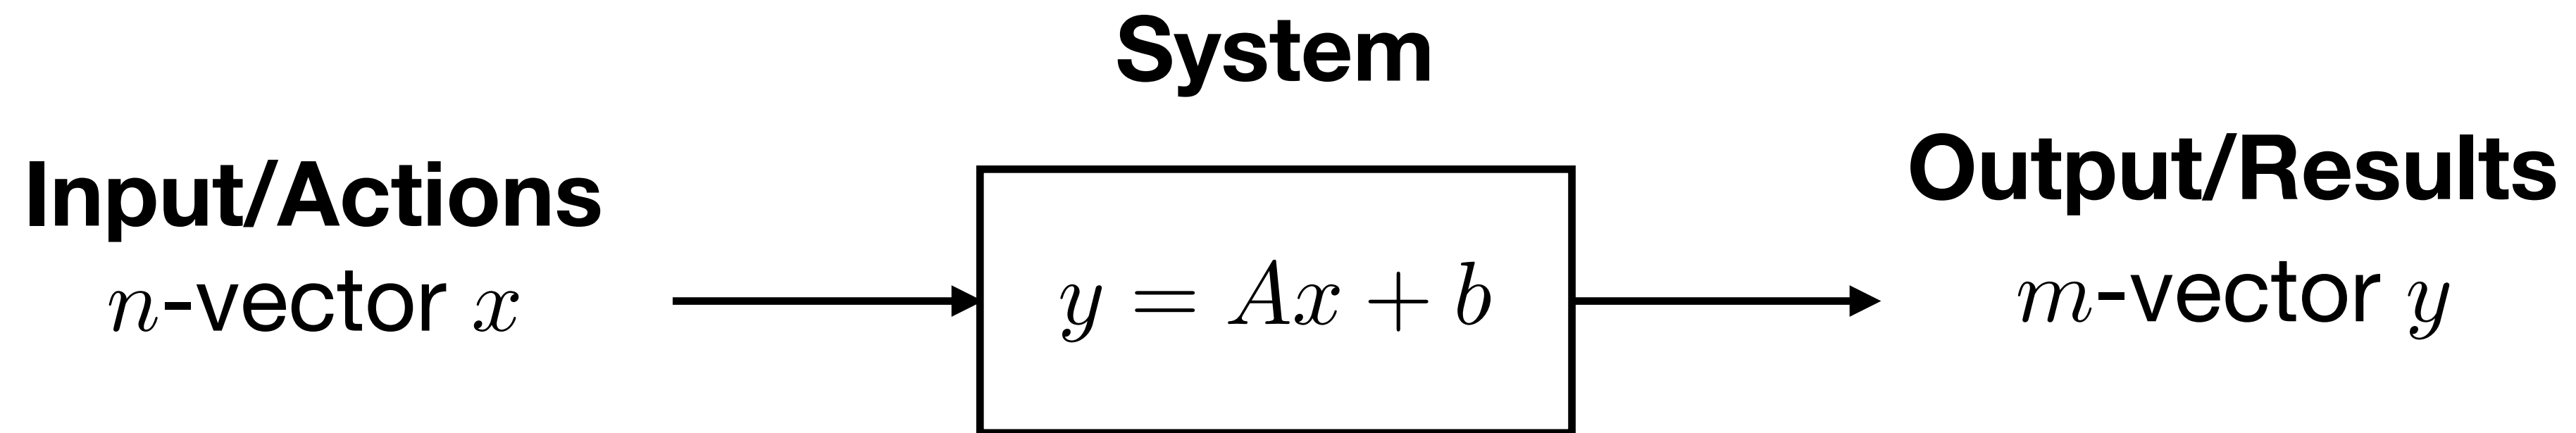 System
Input/Actions
n-vector x
y = Ax + b
Output/Results
m-vector y